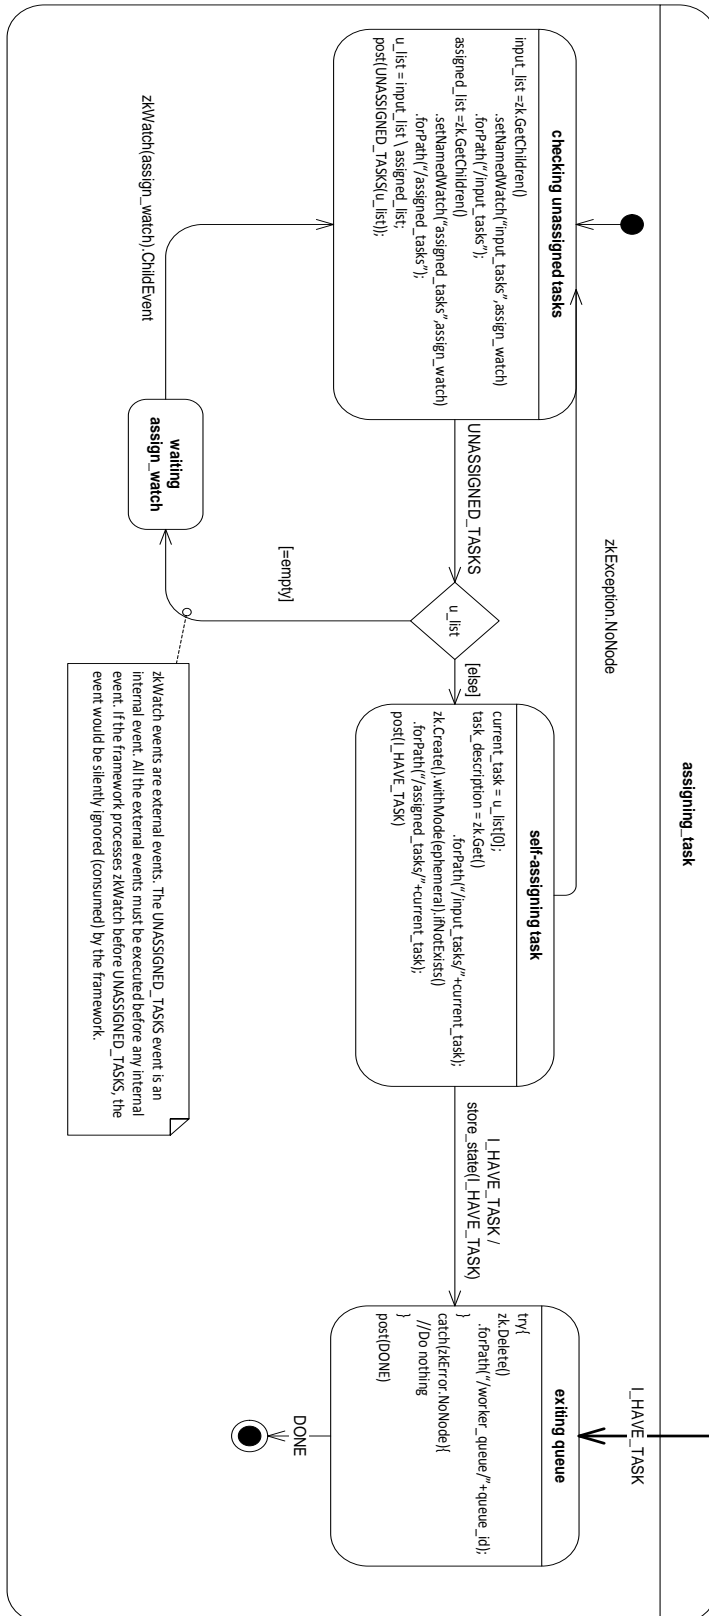 assigning_task
checking unassigned tasks
input_list =zk.GetChildren()
.setNamedWatch("input_tasks",assign_watch)
.forPath("/input_tasks");
assigned_list =zk.GetChildren()
.setNamedWatch("assigned_tasks",assign_watch)
.forPath("/assigned_tasks");
u_list = input_list \ assigned_list;
post(UNASSIGNED_TASKS(u_list));
zkException.NoNode
UNASSIGNED_TASKS
u_list
[else]
[=empty]
zkWatch(assign_watch).ChildEvent
waiting
assign_watch
self-assigning task
current_task = u_list[0];
task_description = zk.Get()
.forPath("/input_tasks/"+current_task);
zk.Create().withMode(ephemeral).ifNotExists()
.forPath("/assigned_tasks/"+current_task);
post(I_HAVE_TASK)
I_HAVE_TASK /
store_state(I_HAVE_TASK)
I_HAVE_TASK
exiting queue
try{
zk.Delete()
.forPath("/worker_queue/"+queue_id);
}
catch(zkError.NoNode){
//Do nothing
}
post(DONE)
DONE
zkWatch events are external events. The UNASSIGNED_TASKS event is an
internal event. All the external events must be executed before any internal
event. If the framework processes zkWatch before UNASSIGNED_TASKS, the
event would be silently ignored (consumed) by the framework.